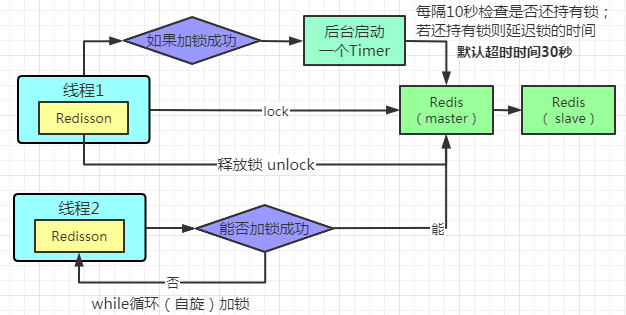 每隔10秒检查是否还持有锁；
若还持有锁则延迟锁的时间
默认超时时间30秒
如果加锁成功
后台启动
一个Timer
线程1
Redisson
lock
Redis
（master）
Redis
（ slave）
释放锁 unlock
线程2
Redisson
能否加锁成功
能
否
while循环（自旋）加锁